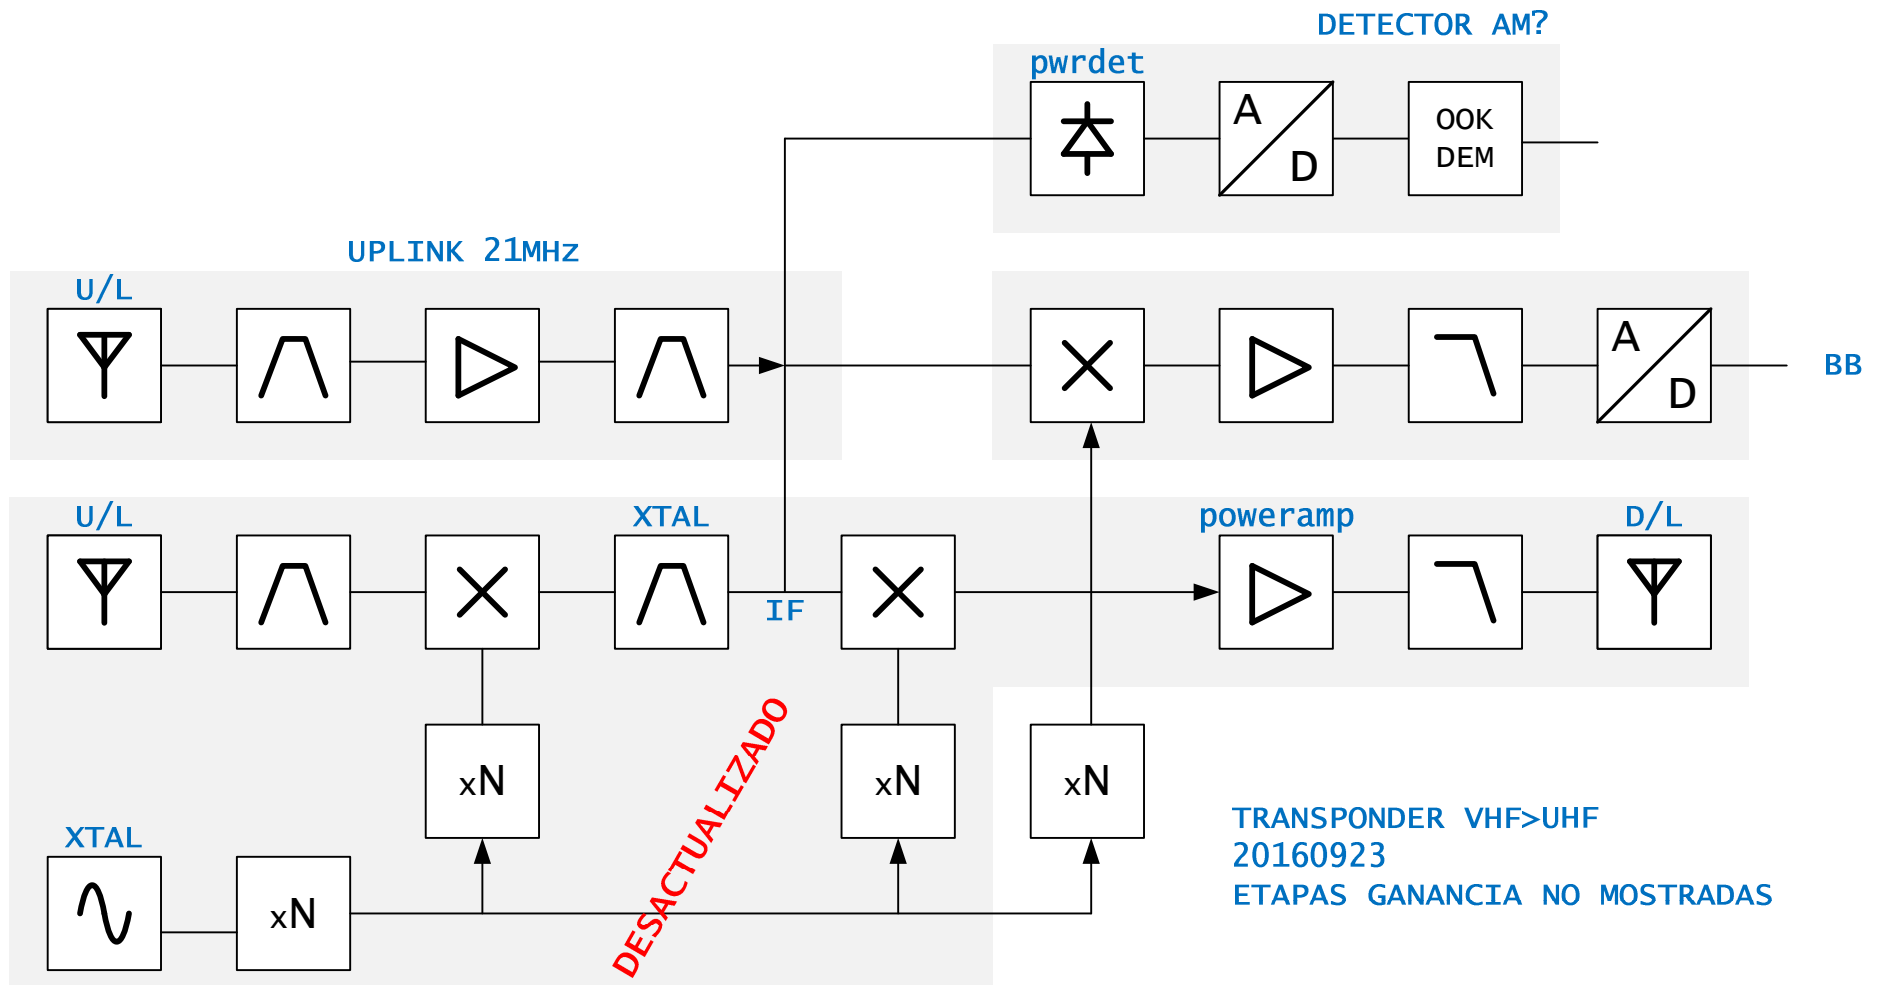 DETECTOR AM?
pwrdet
A
D
OOK
DEM
UPLINK 21MHz
U/L
A
D
BB
U/L
XTAL
IF
poweramp
D/L
xN
xN
xN
DESACTUALIZADO
XTAL
xN
TRANSPONDER VHF>UHF
20160923
ETAPAS GANANCIA NO MOSTRADAS